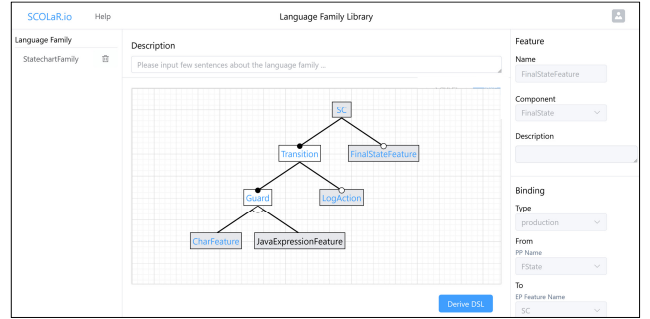 SCOLaR.io Help Language Family Library
Language Family
StatechartFamily
Description
Please input few sentences about the language family ...
SC
Transition FinalStateFeature
Guard LogAction
CharFeature JavaExpressionFeature
Derive DSL
Feature
Name
FinalStateFeature
Component
FinalState
Description
Binding
Type
production
From
PP Name
FState
To
EP Feature Name
SC